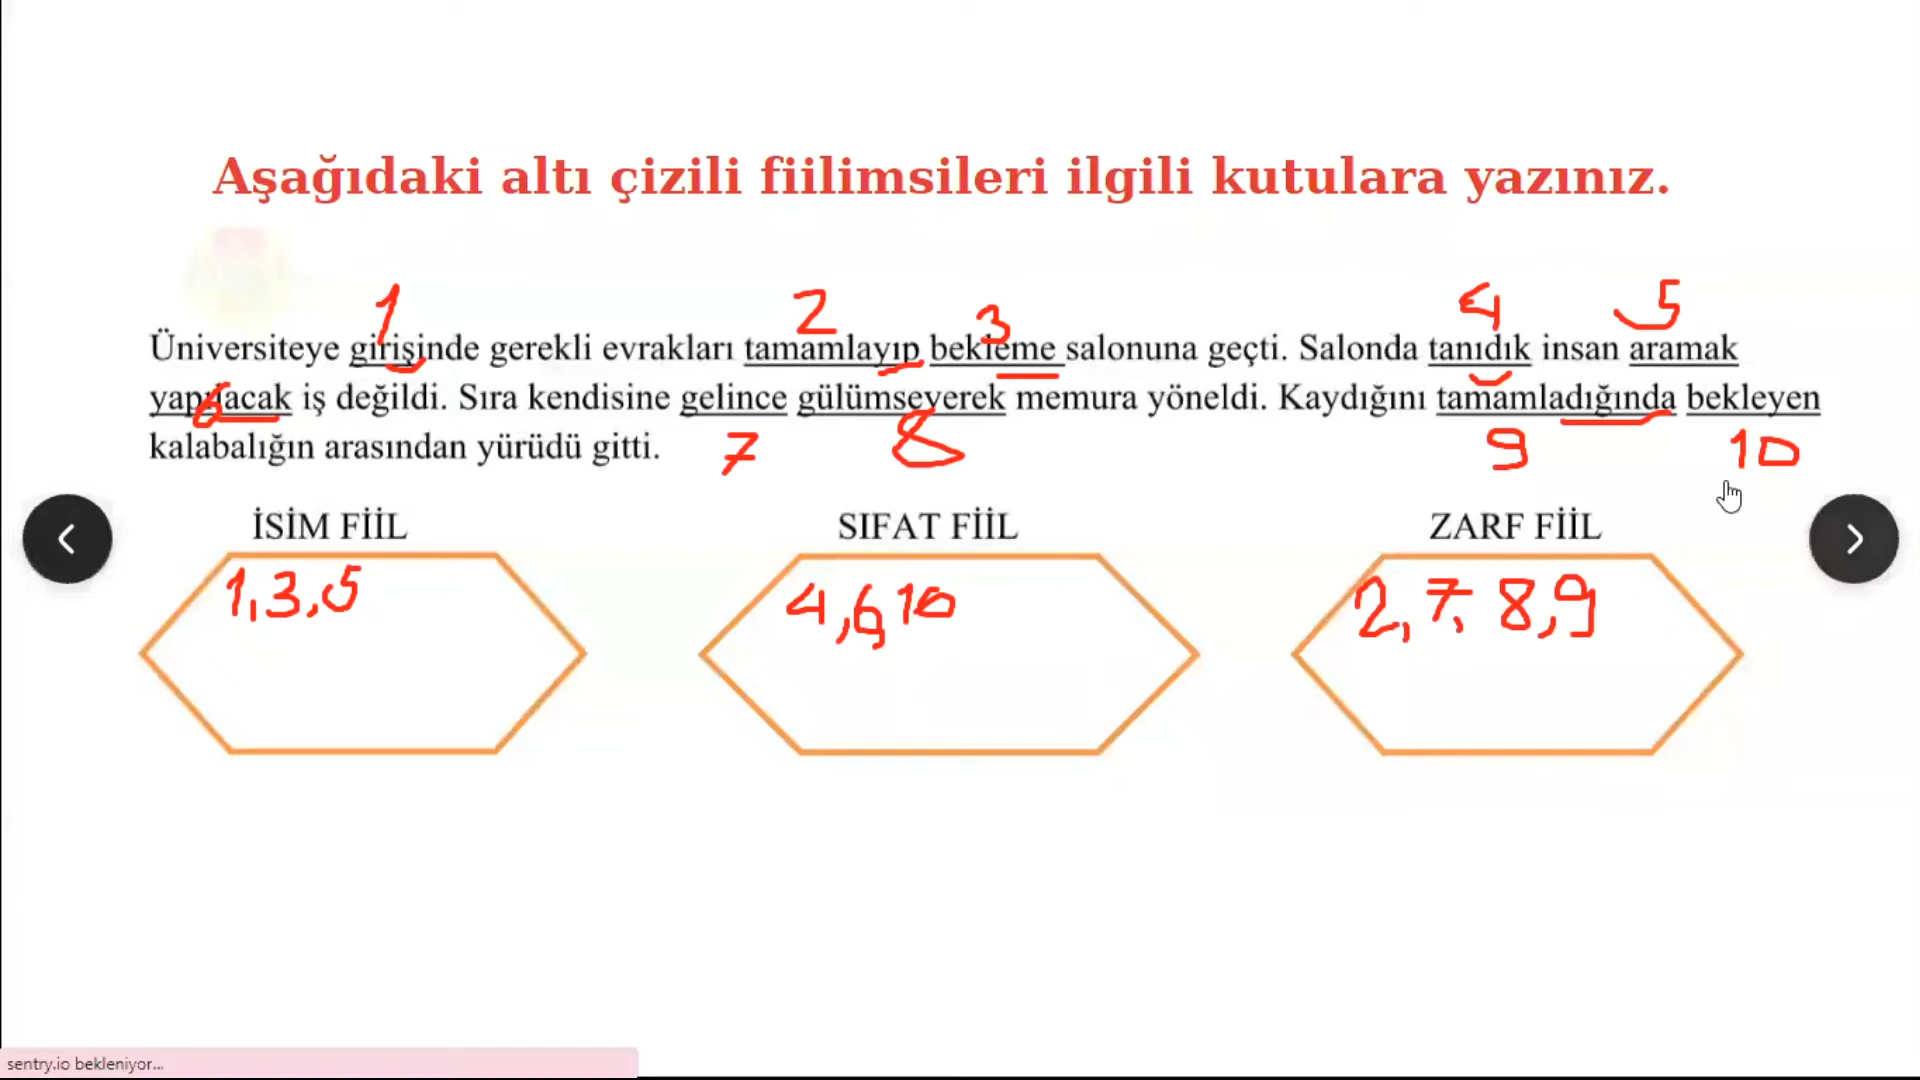 Aşağıdaki altı çizili fiilimsileri ilgili kutulara yazınız.
1 2 3 4 5
Üniversiteye girişinde gerekli evrakları tamamlayıp bekleme salonuna geçti. Salonda tanıdık insan aramak
yapılacak iş değildi. Sıra kendisine gelince gülümseyerek memura yöneldi. Kaydığını tamamladığında bekleyen
6
kalabalığın arasından yürüdü gitti.
7 8 9 10
İSİM FİİL SIFAT FİİL ZARF FİİL
1,3,5 4,6,10 2,7,8,9
sentry.io bekleniyor...